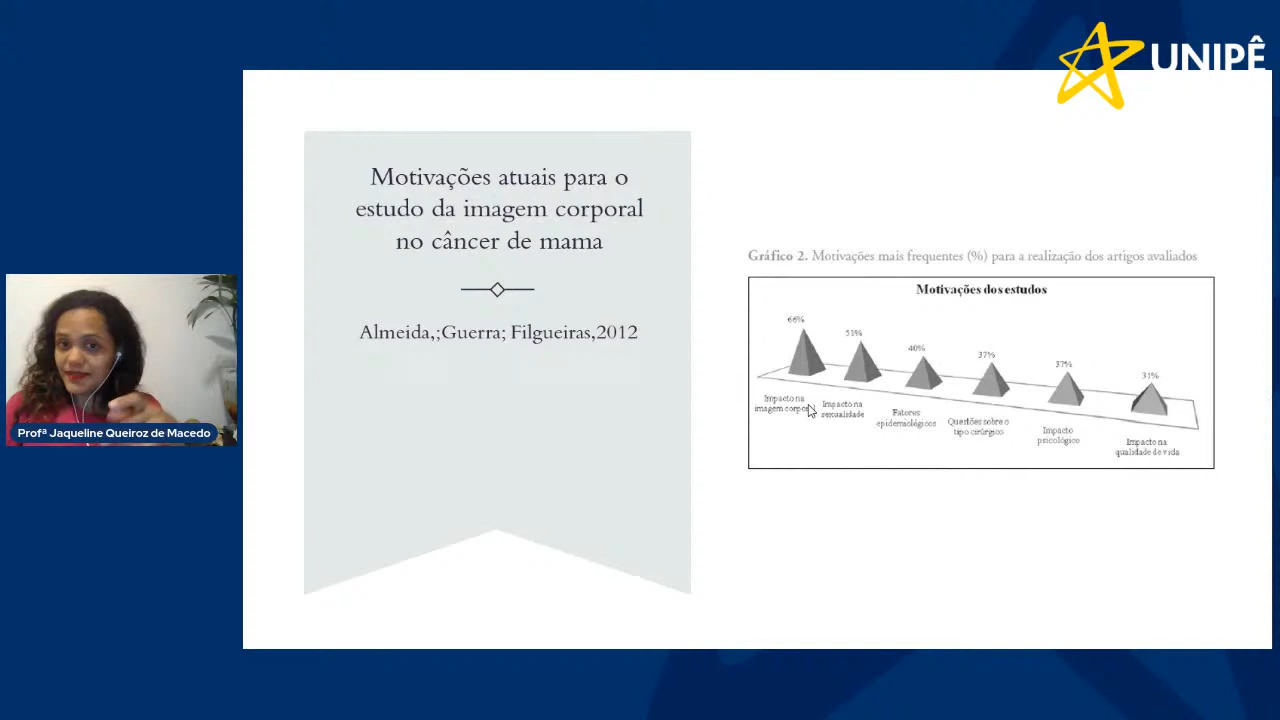 UNIPÊ
Motivações atuais para o
estudo da imagem corporal
no câncer de mama
Almeida,;Guerra; Filgueiras,2012
Gráfico 2. Motivações mais frequentes (%) para a realização dos artigos avaliados
Motivações dos estudos
66%
51%
40%
37%
37%
31%
Impacto na
imagem corporal
Impacto na
sexualidade
Fatores
epidemiológicos
Questões sobre o
tipo cirúrgico
Impacto
psicológico
Impacto na
qualidade de vida
Profª Jaqueline Queiroz de Macedo